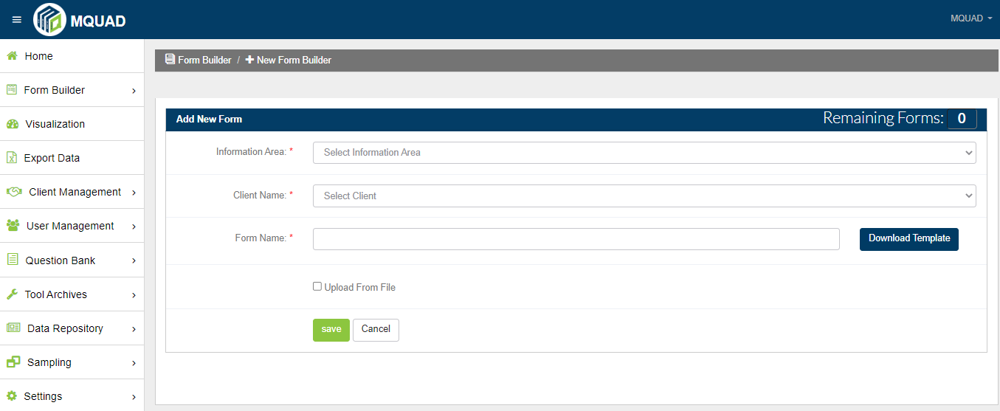 MQUAD
MQUAD
Home
Form Builder
Visualization
Export Data
Client Management
User Management
Question Bank
Tool Archives
Data Repository
Sampling
Settings
Form Builder / New Form Builder
Add New Form
Remaining Forms: 0
Information Area: * Select Information Area
Client Name: * Select Client
Form Name: * Download Template
Upload From File
save Cancel